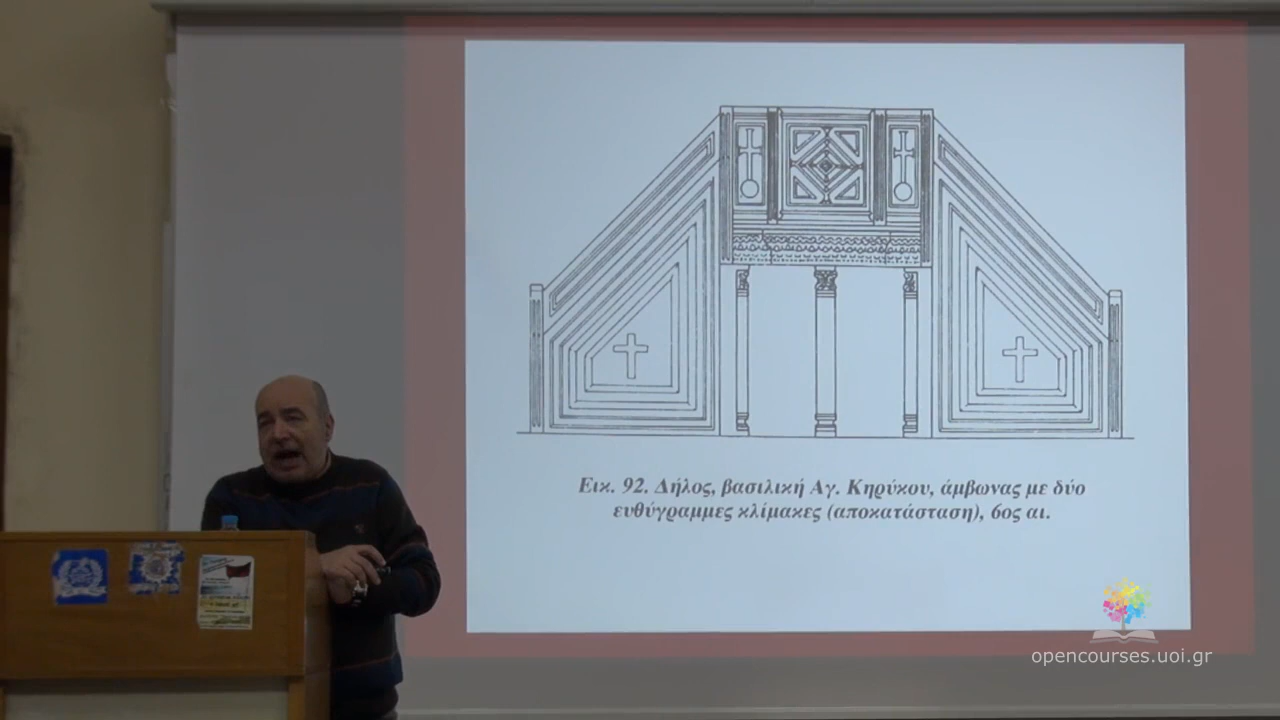 Εικ. 92. Δήλος, βασιλική Αγ. Κηρύκου, άμβωνας με δύο
ευθύγραμμες κλίμακες (αποκατάσταση), 6ος αι.
opencourses.uoi.gr